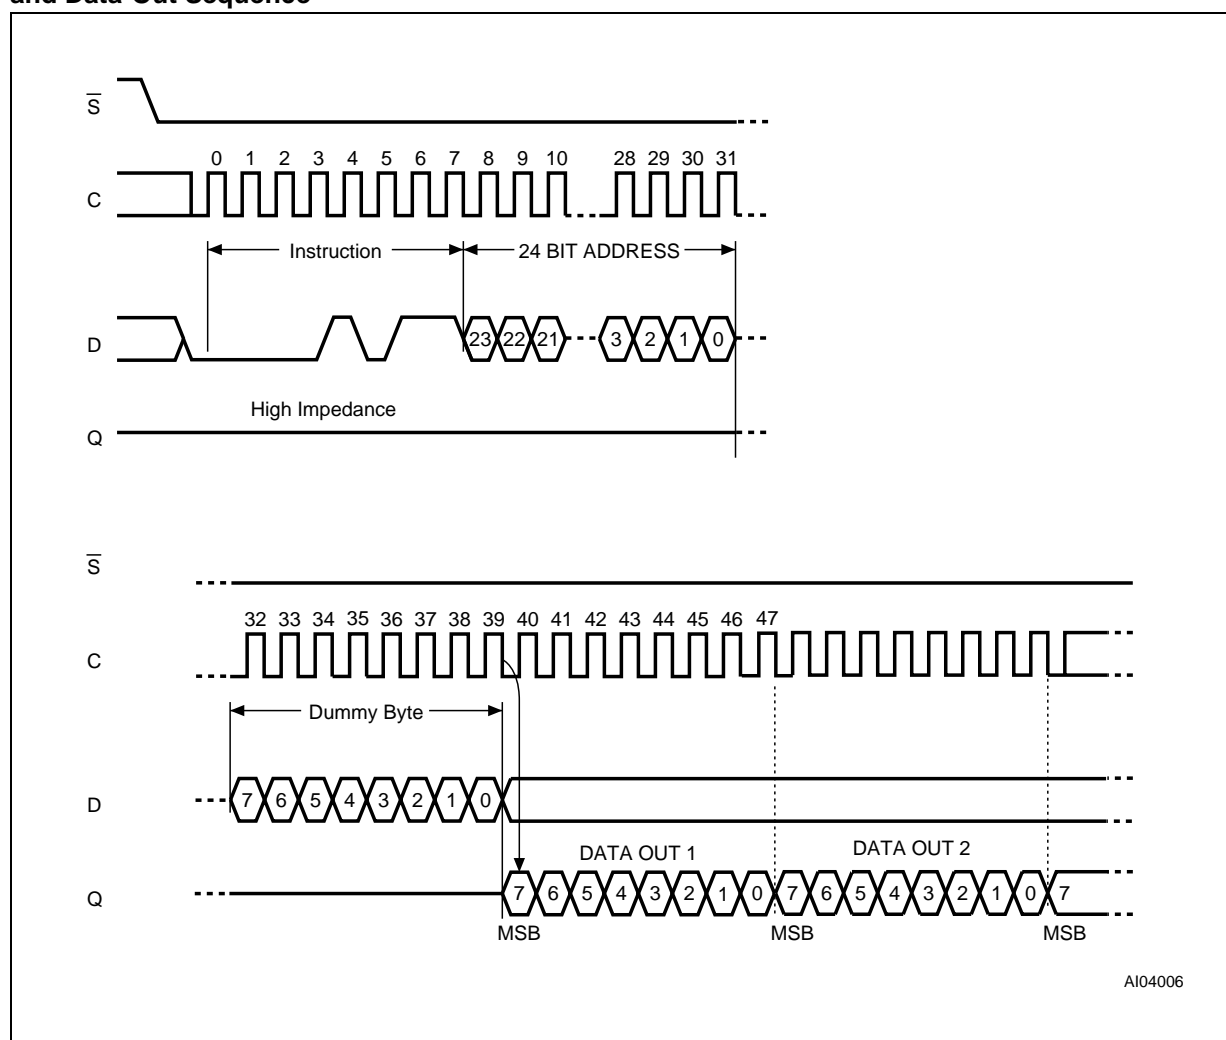 and Data-Out Sequence
S
0 1 2 3 4 5 6 7 8 9 10 28 29 30 31
C
Instruction 24 BIT ADDRESS
D 23 22 21 3 2 1 0
High Impedance
Q
S
32 33 34 35 36 37 38 39 40 41 42 43 44 45 46 47
C
Dummy Byte
D 7 6 5 4 3 2 1 0
DATA OUT 1 DATA OUT 2
Q 7 6 5 4 3 2 1 0 7 6 5 4 3 2 1 0 7
MSB MSB MSB
AI04006